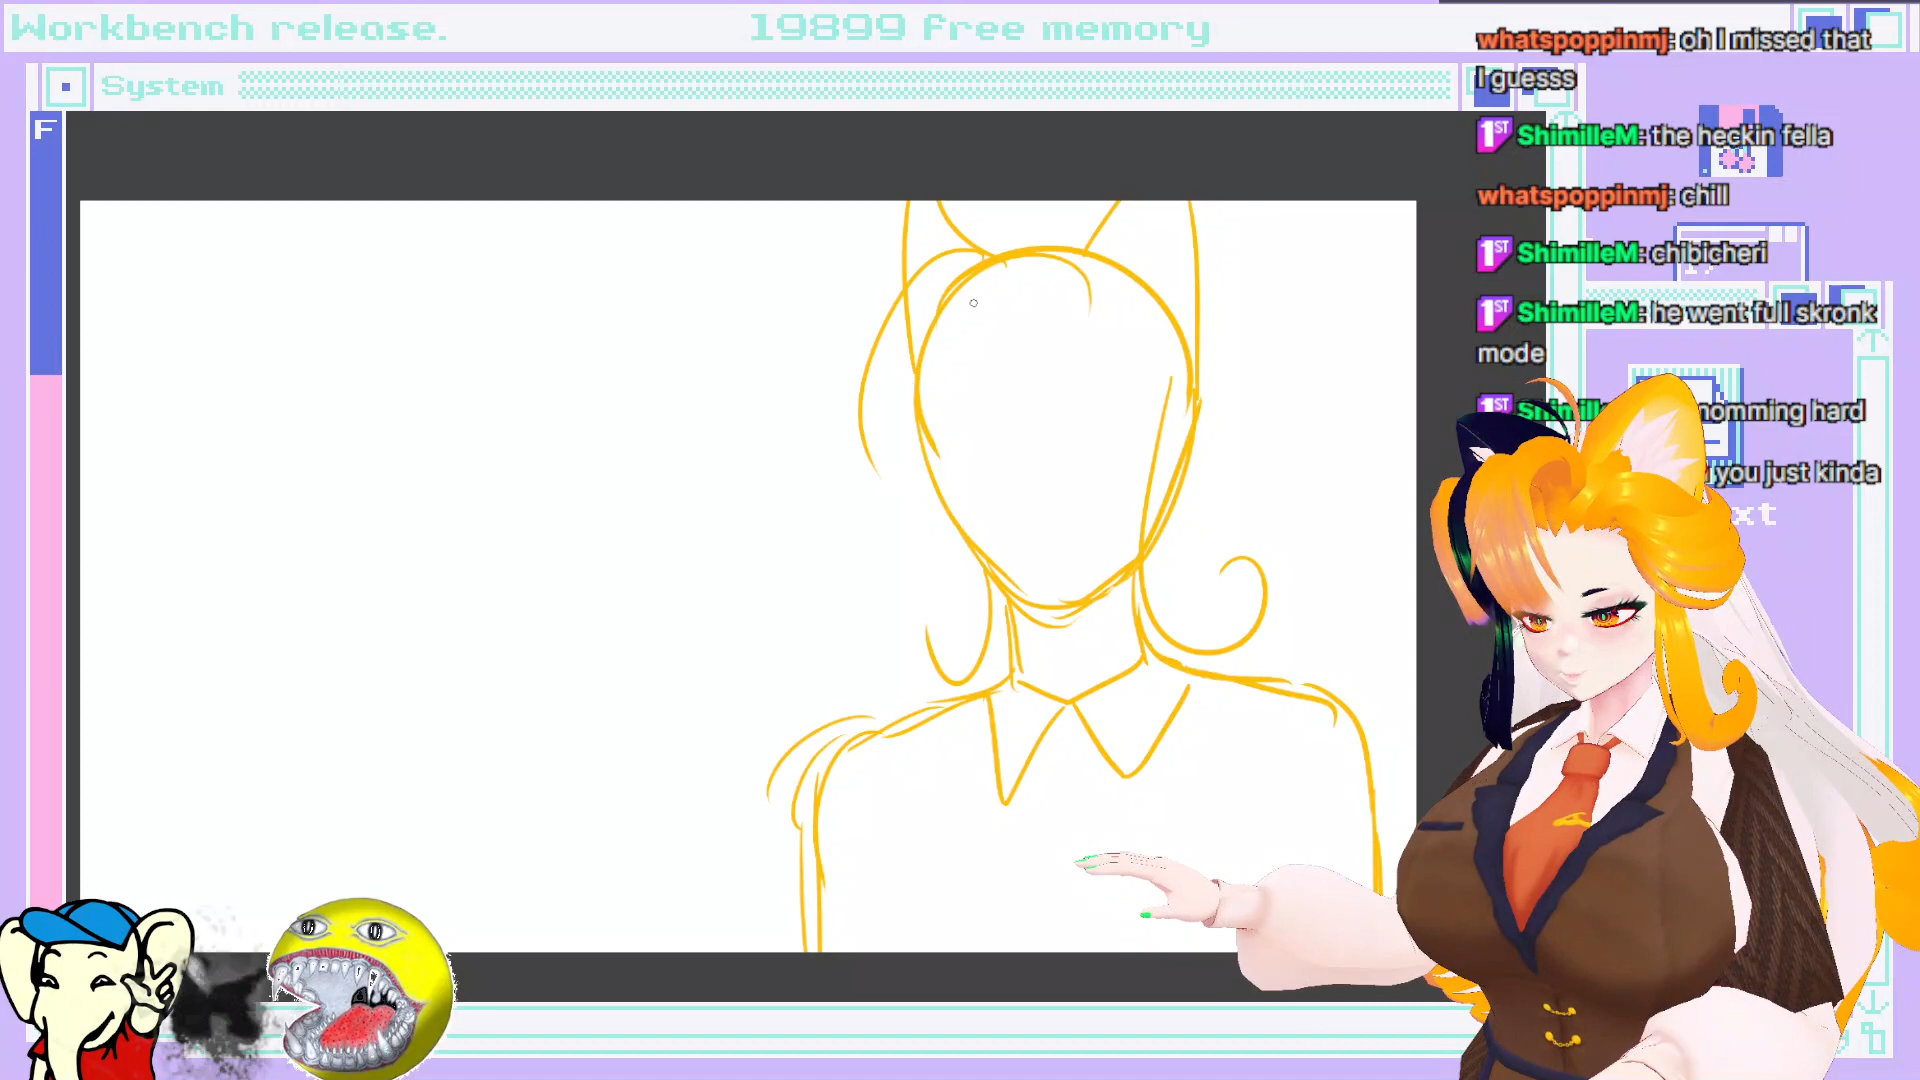 Workbench release.
19899 free memory
System
F
whatspoppinmj: oh I missed that
I guesss
1ST ShimilleM: the heckin fella
whatspoppinmj: chill
1ST ShimilleM: chibicheri
1ST ShimilleM: he went full skronk
mode
1ST nomming hard
you just kinda